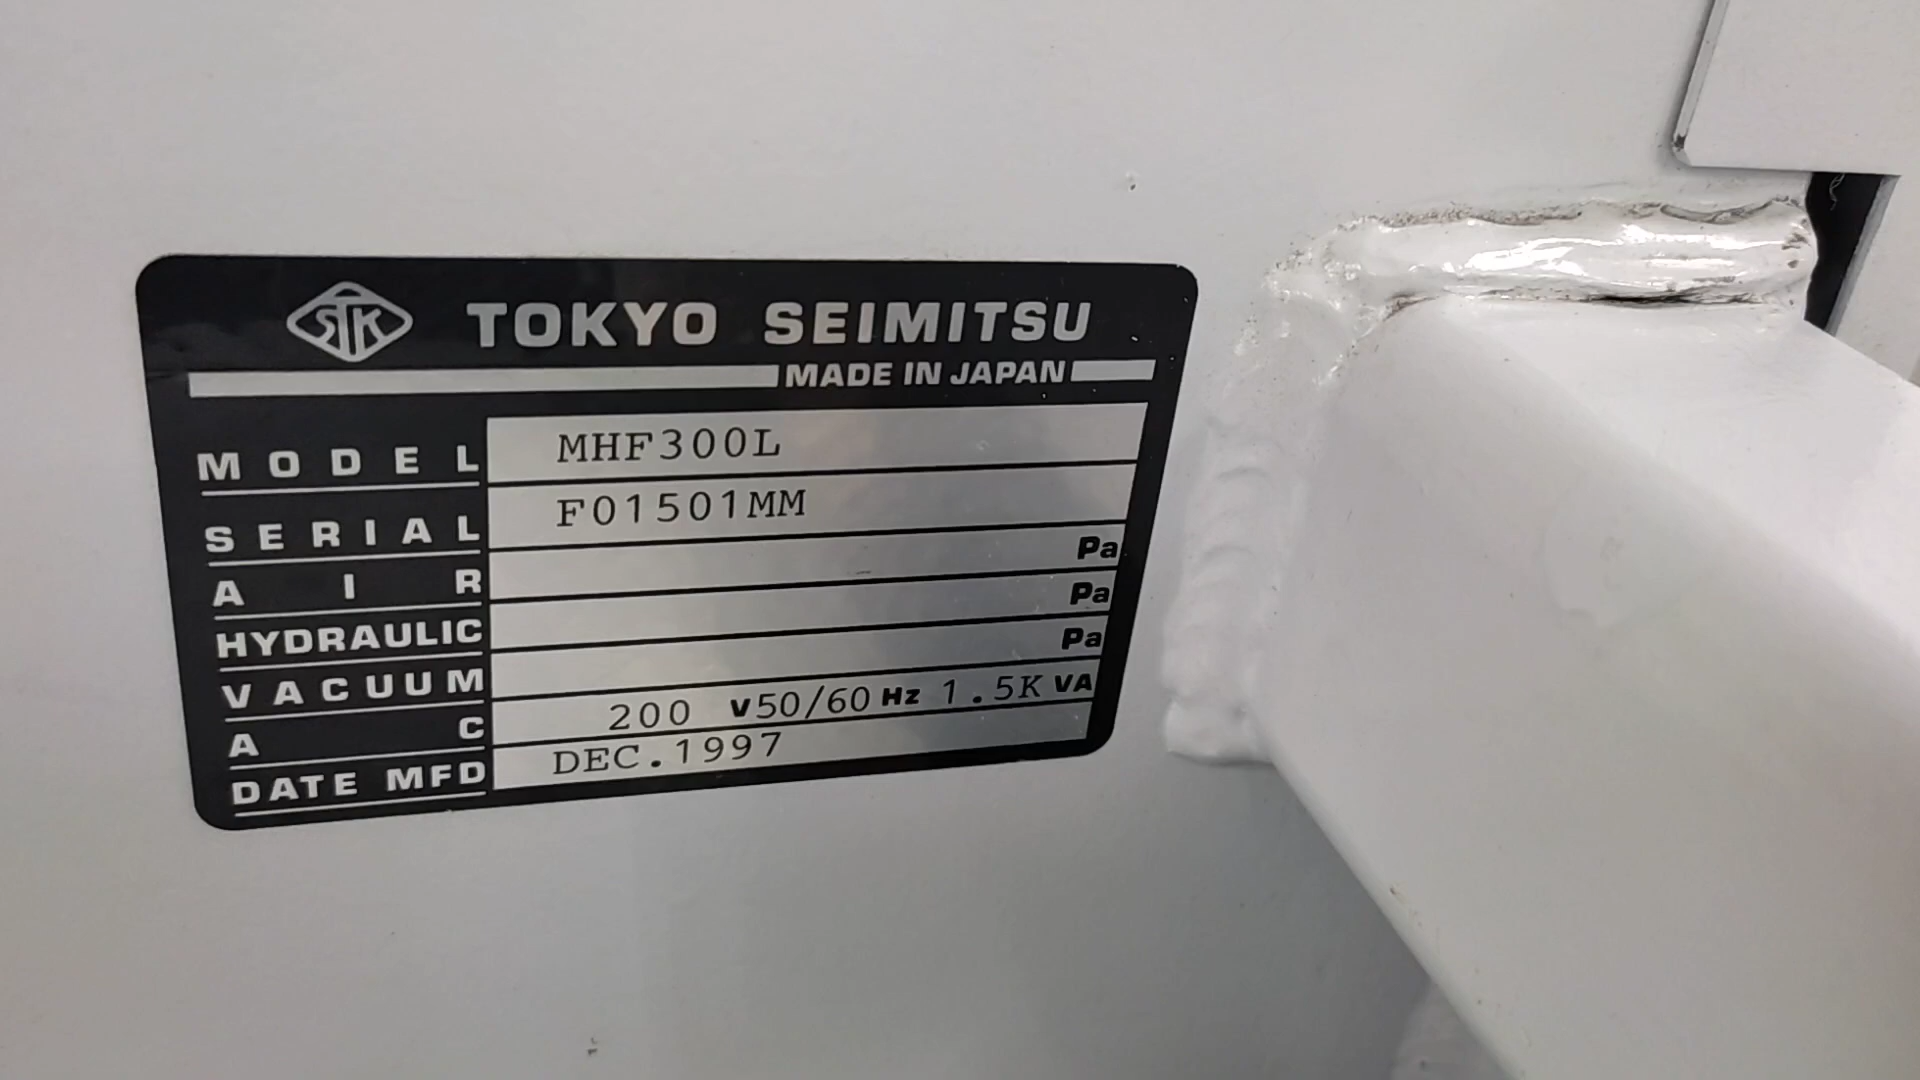 STK TOKYO SEIMITSU
MADE IN JAPAN
MODEL MHF300L
SERIAL F01501MM
AIR Pa
HYDRAULIC Pa
VACUUM Pa
AC 200 V 50/60 Hz 1.5K VA
DATE MFD DEC.1997